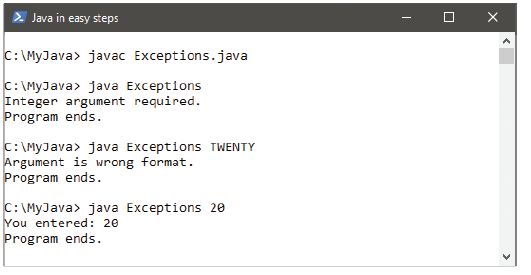 Java in easy steps
C:\MyJava> javac Exceptions.java
C:\MyJava> java Exceptions
Integer argument required.
Program ends.
C:\MyJava> java Exceptions TWENTY
Argument is wrong format.
Program ends.
C:\MyJava> java Exceptions 20
You entered: 20
Program ends.